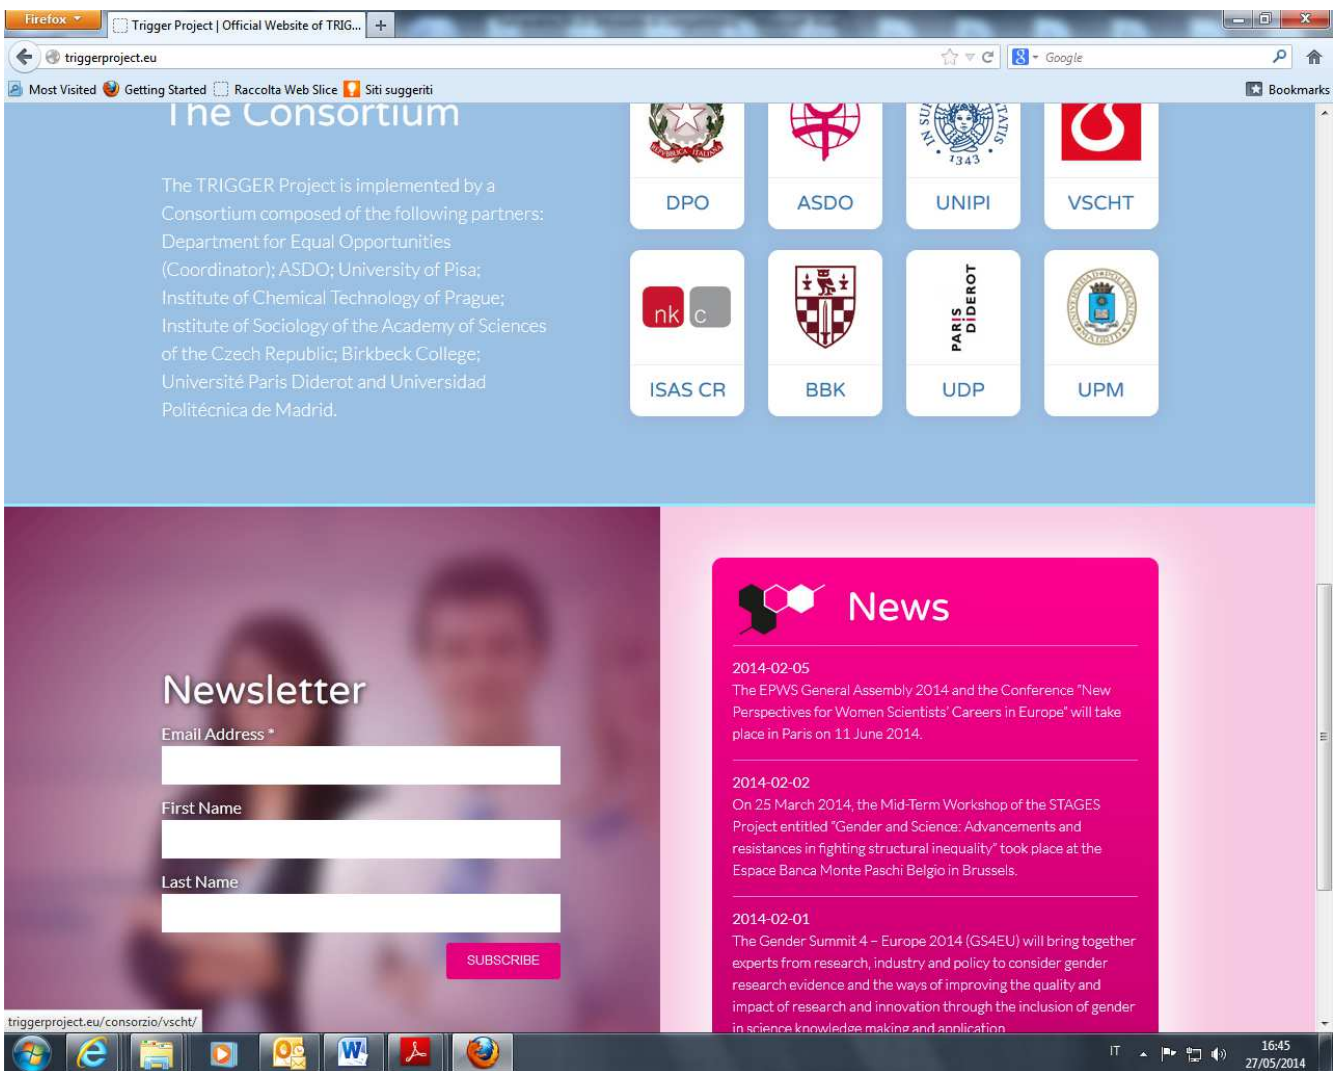 Firefox
Trigger Project | Official Website of TRIG...
triggerproject.eu
Google
Most Visited Getting Started Raccolta Web Slice Siti suggeriti
Bookmarks
The Consortium
The TRIGGER Project is implemented by a
Consortium composed of the following partners:
Department for Equal Opportunities
(Coordinator); ASDO; University of Pisa;
Institute of Chemical Technology of Prague;
Institute of Sociology of the Academy of Sciences
of the Czech Republic; Birkbeck College;
Université Paris Diderot and Universidad
Politécnica de Madrid.
REPVBBLICA ITALIANA
1343
DPO ASDO UNIPI VSCHT
nk c
PARIS
DIDEROT
ISAS CR BBK UDP UPM
Newsletter
Email Address *
First Name
Last Name
SUBSCRIBE
News
2014-02-05
The EPWS General Assembly 2014 and the Conference "New
Perspectives for Women Scientists' Careers in Europe" will take
place in Paris on 11 June 2014.
2014-02-02
On 25 March 2014, the Mid-Term Workshop of the STAGES
Project entitled "Gender and Science: Advancements and
resistances in fighting structural inequality" took place at the
Espace Banca Monte Paschi Belgio in Brussels.
2014-02-01
The Gender Summit 4 – Europe 2014 (GS4EU) will bring together
experts from research, industry and policy to consider gender
research evidence and the ways of improving the quality and
impact of research and innovation through the inclusion of gender
in science knowledge making and application
triggerproject.eu/consorzio/vscht/
IT
16:45
27/05/2014